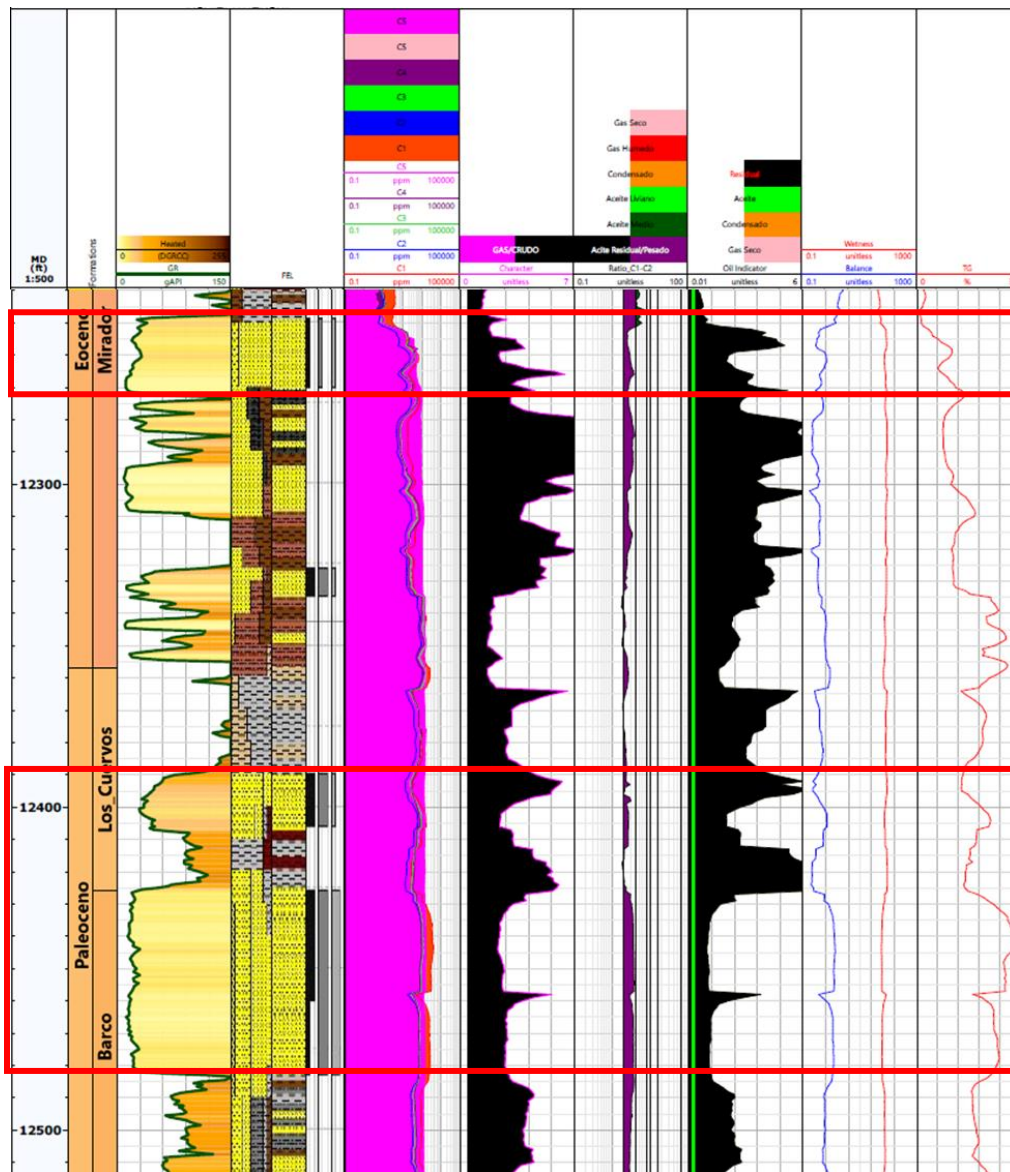 C5
C4
C3
C2
C1
C5
0.1 ppm 100000
C4
0.1 ppm 100000
C3
0.1 ppm 100000
C2
0.1 ppm 100000
C1
0.1 ppm 100000
MD
(ft)
1:500
Formations
Heated
(DGRCC)
0
GR
0 gAPI 150
FEL
GAS/CRUDO
Character
0 unitless 7
Gas Seco
Gas Humedo
Condensado
Aceite Liviano
Aceite Medio
Acite Residual/Pesado
Ratio_C1-C2
0.1 unitless 100
Residual
Aceite
Condensado
Gas Seco
Oil Indicator
0.01 unitless 6
Wetness
0.1 unitless 1000
Balance
0.1 unitless 1000
TG
0 %
Eoceno
Mirador
12300
Los_Cuervos
12400
Paleoceno
Barco
12500